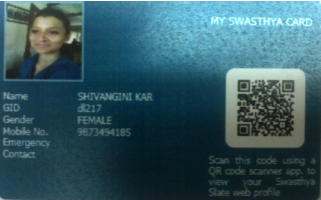 MY SWASTHYA CARD
Name SHIVANGINI KAR
GID dl217
Gender FEMALE
Mobile No. 9873494185
Emergency
Contact
Scan this code using a
QR code scanner app, to
view your Swasthya
Slate web profile